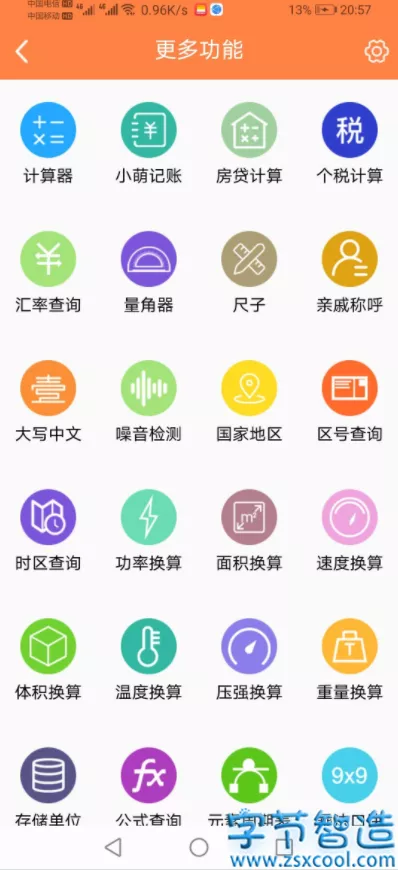 中国电信 HD 4G 4G 0.96K/s 13% 20:57
中国移动 HD
更多功能
¥ 税
计算器 小萌记账 房贷计算 个税计算
汇率查询 量角器 尺子 亲戚称呼
壹
大写中文 噪音检测 国家地区 区号查询
m²
时区查询 功率换算 面积换算 速度换算
T
体积换算 温度换算 压强换算 重量换算
fx 9x9
存储单位 公式查询
字节智造
www.zsxcool.com